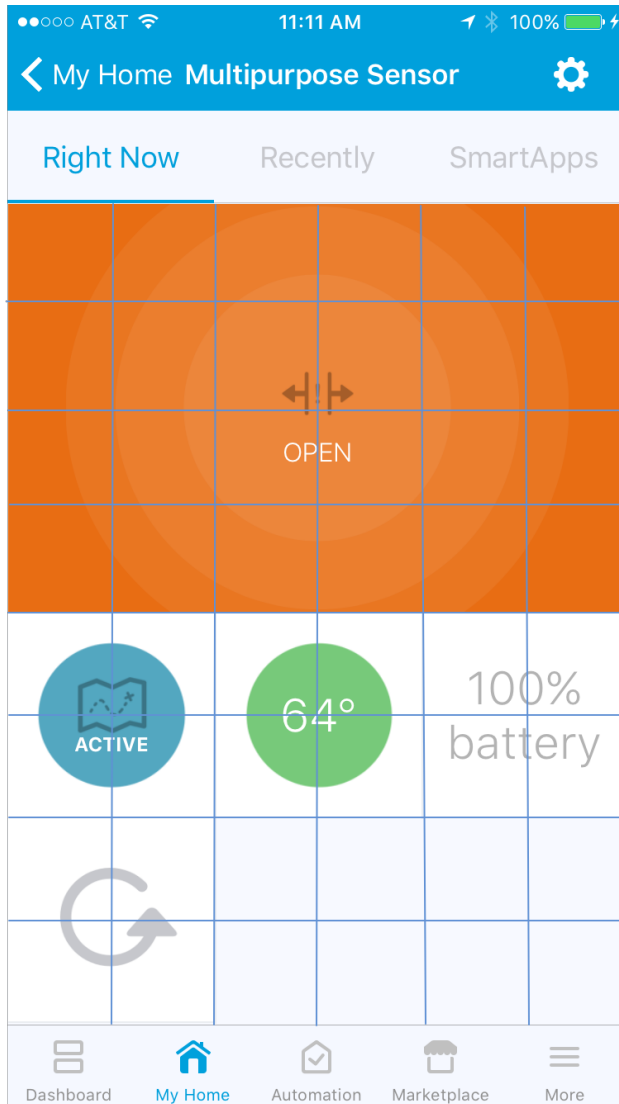 AT&T 11:11 AM 100%
My Home Multipurpose Sensor
Right Now Recently SmartApps
OPEN
ACTIVE
64°
100%
battery
Dashboard My Home Automation Marketplace More